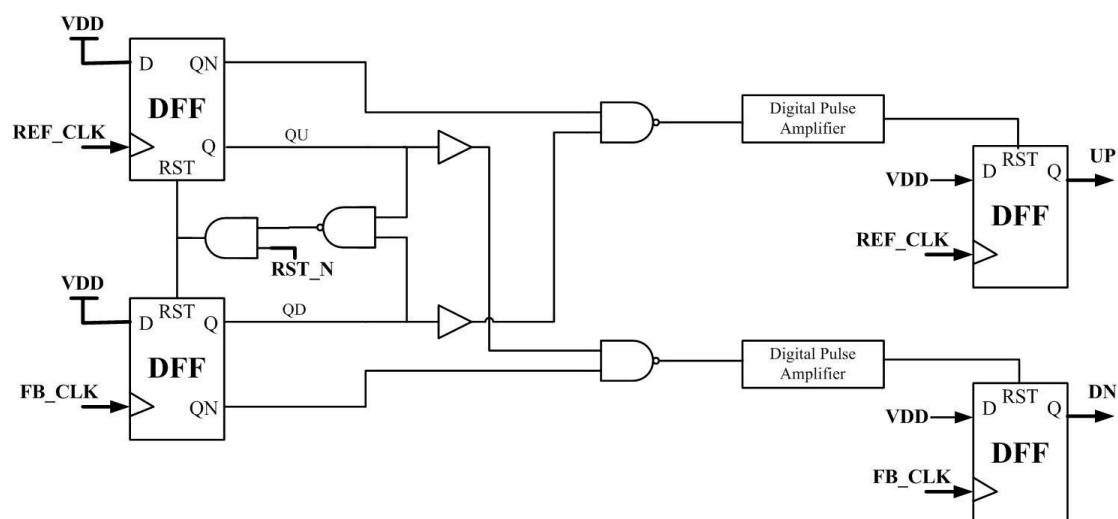 VDD
D QN
DFF
REF_CLK
Q
RST
QU
RST_N
VDD
RST
D Q
DFF
FB_CLK
QN
QD
Digital Pulse
Amplifier
RST
D Q
DFF
VDD
REF_CLK
UP
Digital Pulse
Amplifier
RST
D Q
DFF
VDD
FB_CLK
DN